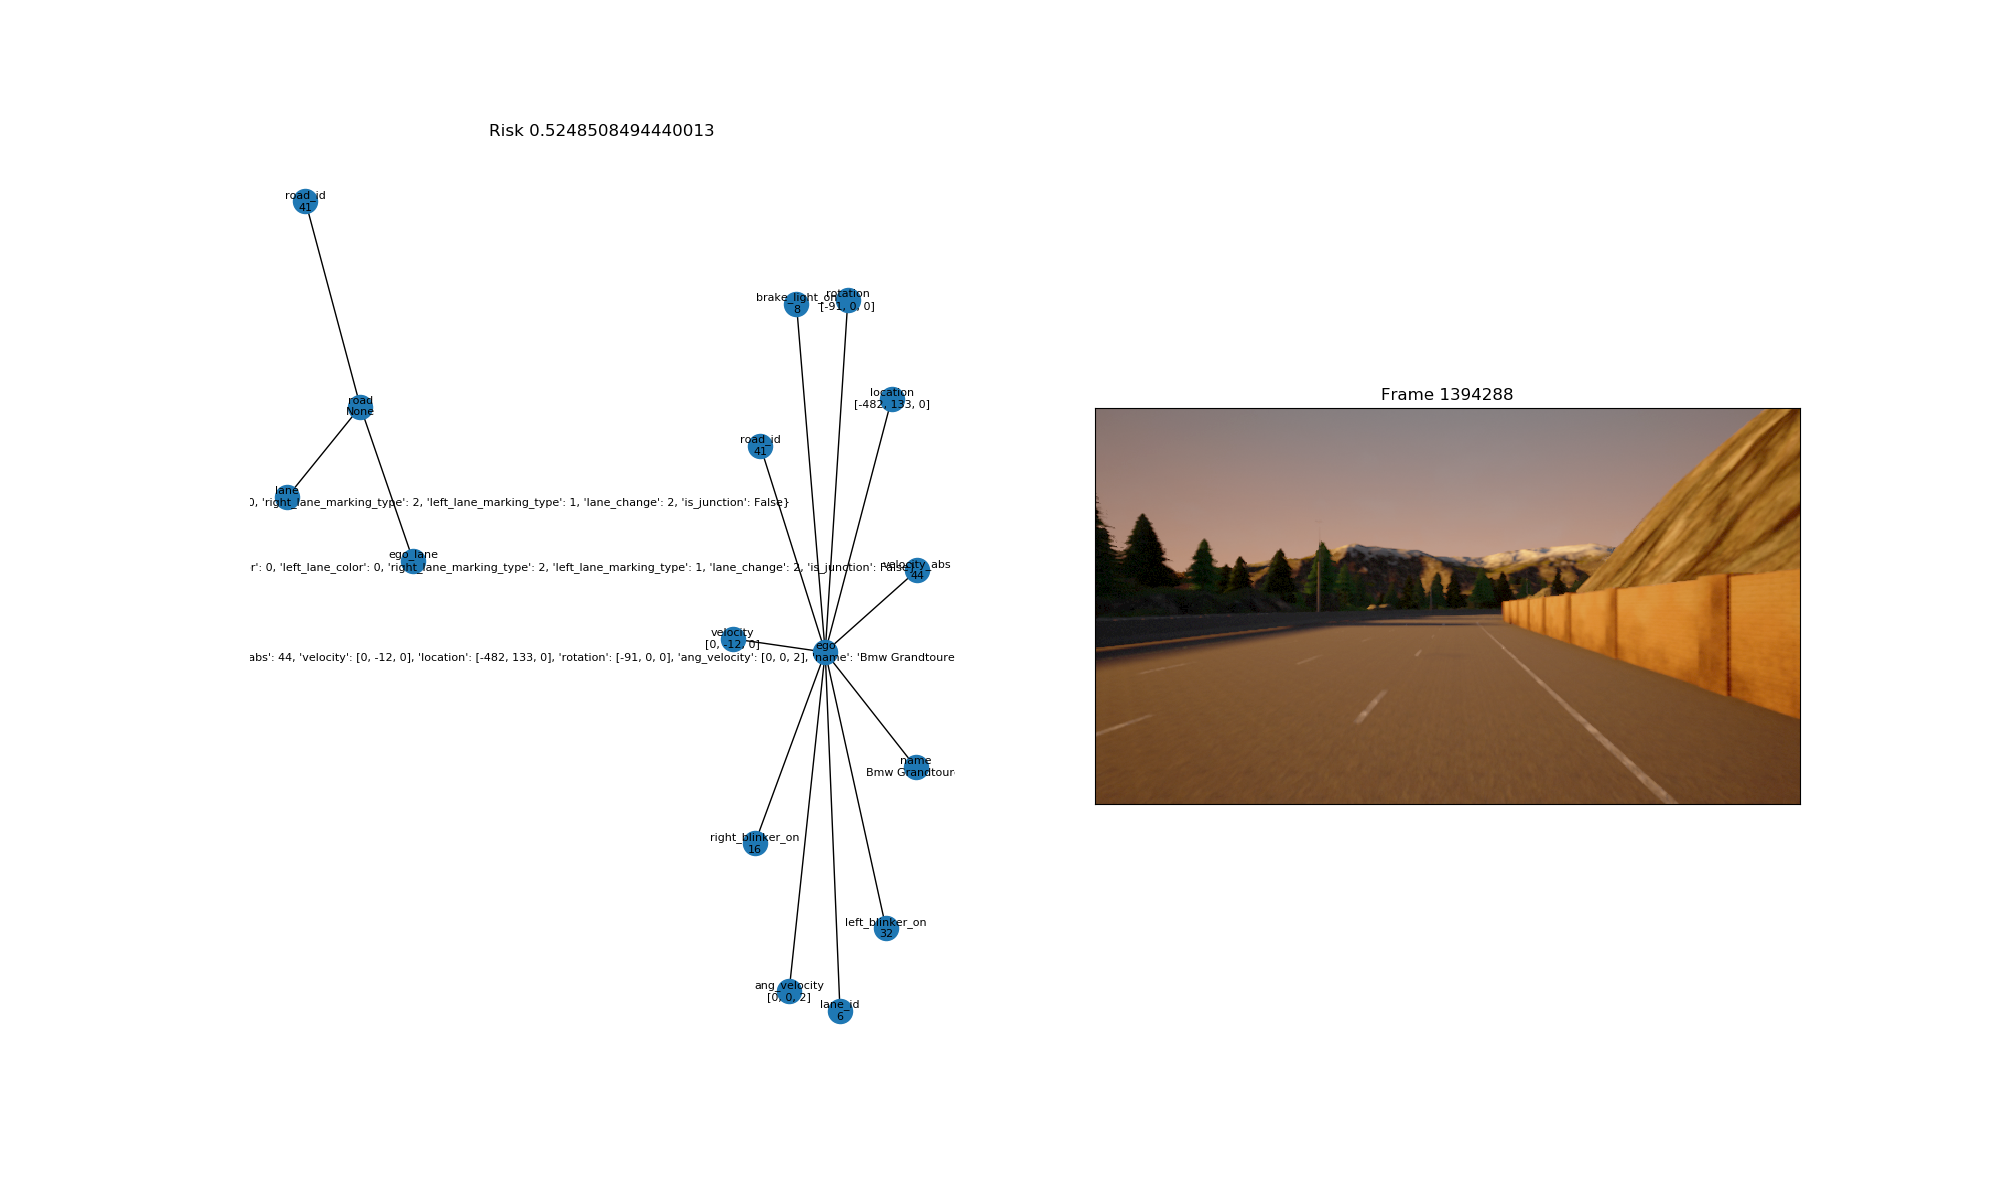 Risk 0.5248508494440013
road_id
41
brake_light_on
8
rotation
[-91, 0, 0]
location
[-482, 133, 0]
road_id
41
road
None
lane
0, 'right_lane_marking_type': 2, 'left_lane_marking_type': 1, 'lane_change': 2, 'is_junction': False}
ego_lane
r': 0, 'left_lane_color': 0, 'right_lane_marking_type': 2, 'left_lane_marking_type': 1, 'lane_change': 2, 'is_junction': False}
velocity_abs
44
velocity
[0, -12, 0]
ego
abs': 44, 'velocity': [0, -12, 0], 'location': [-482, 133, 0], 'rotation': [-91, 0, 0], 'ang_velocity': [0, 0, 2], 'name': 'Bmw Grandtoure
name
Bmw Grandtour
right_blinker_on
16
left_blinker_on
32
ang_velocity
[0, 0, 2]
lane_id
6
Frame 1394288